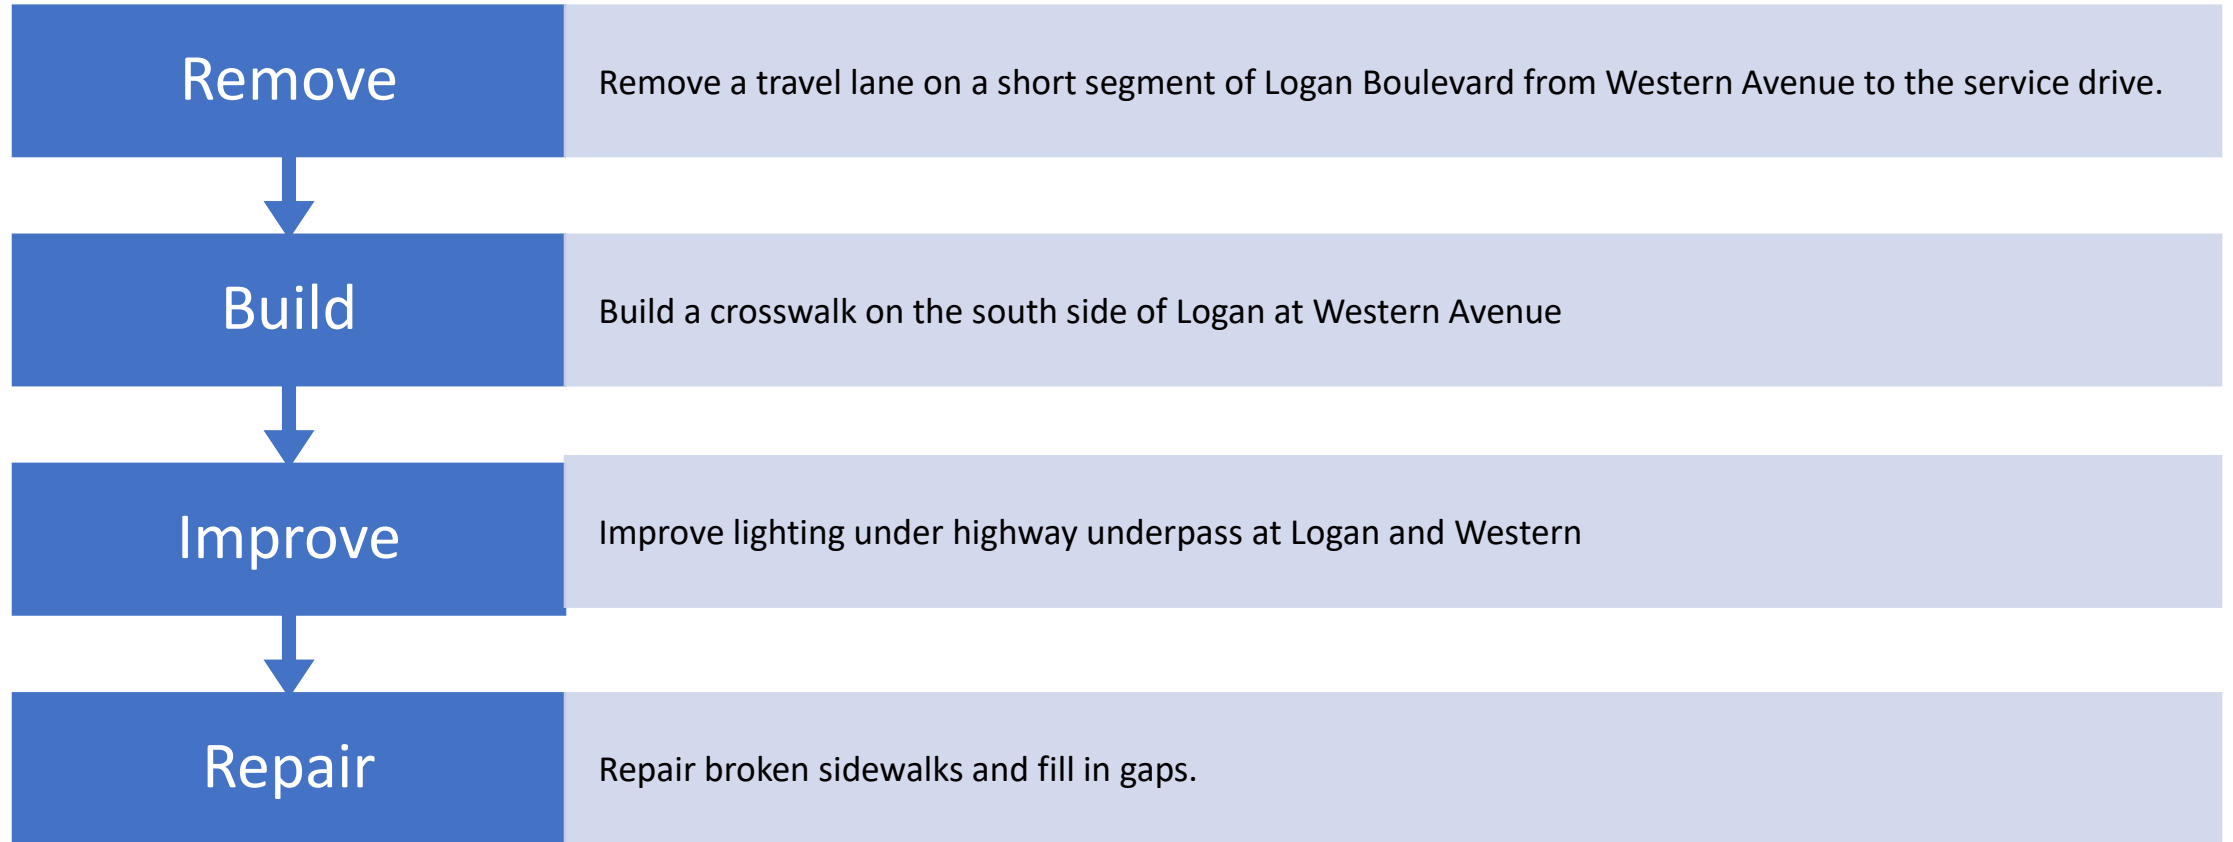 Remove
Remove a travel lane on a short segment of Logan Boulevard from Western Avenue to the service drive.
Build
Build a crosswalk on the south side of Logan at Western Avenue
Improve
Improve lighting under highway underpass at Logan and Western
Repair
Repair broken sidewalks and fill in gaps.